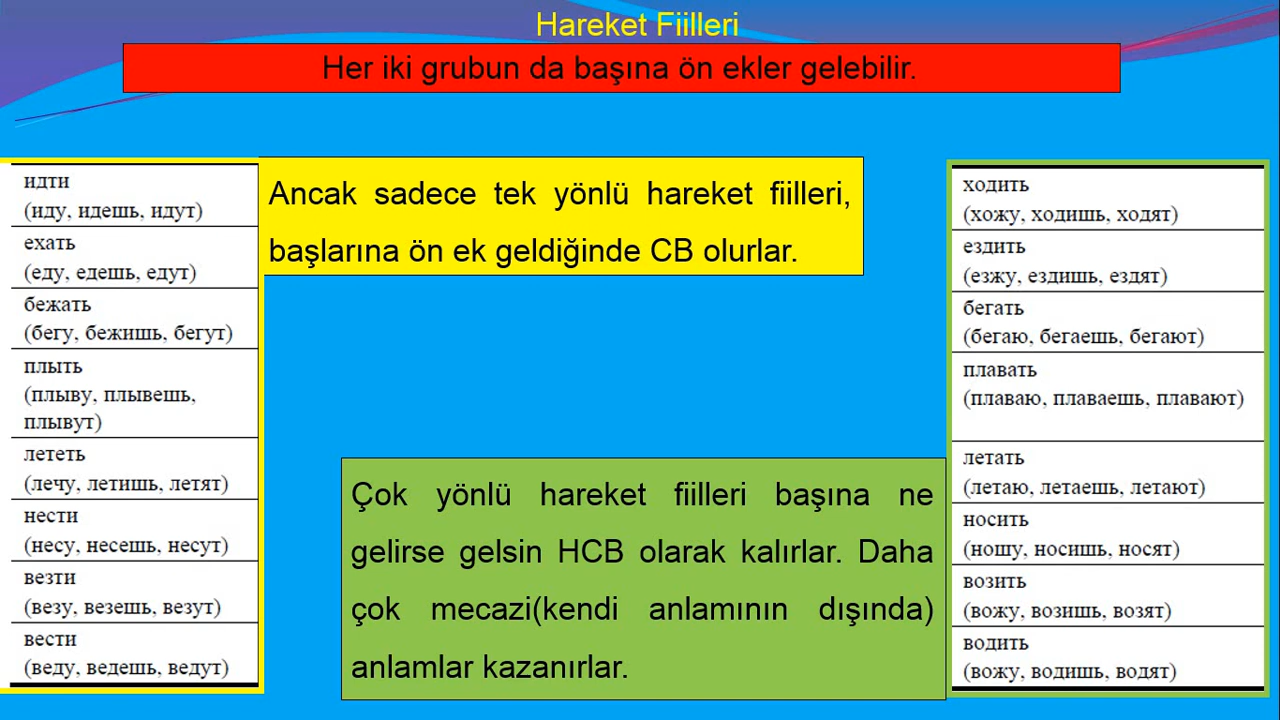 Hareket Fiilleri
Her iki grubun da başına ön ekler gelebilir.
идти
(иду, идешь, идут)
ехать
(еду, едешь, едут)
бежать
(бегу, бежишь, бегут)
плыть
(плыву, плывешь,
плывут)
лететь
(лечу, летишь, летят)
нести
(несу, несешь, несут)
везти
(везу, везешь, везут)
вести
(веду, ведешь, ведут)
Ancak sadece tek yönlü hareket fiilleri,
başlarına ön ek geldiğinde СВ olurlar.
Çok yönlü hareket fiilleri başına ne
gelirse gelsin НСВ olarak kalırlar. Daha
çok mecazi(kendi anlamının dışında)
anlamlar kazanırlar.
ходить
(хожу, ходишь, ходят)
ездить
(езжу, ездишь, ездят)
бегать
(бегаю, бегаешь, бегают)
плавать
(плаваю, плаваешь, плавают)
летать
(летаю, летаешь, летают)
носить
(ношу, носишь, носят)
возить
(вожу, возишь, возят)
водить
(вожу, водишь, водят)